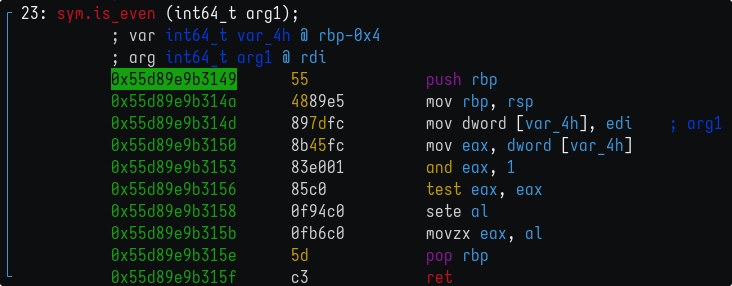 23: sym.is_even (int64_t arg1);
; var int64_t var_4h @ rbp-0x4
; arg int64_t arg1 @ rdi
0x55d89e9b3149 55 push rbp
0x55d89e9b314a 4889e5 mov rbp, rsp
0x55d89e9b314d 897dfc mov dword [var_4h], edi ; arg1
0x55d89e9b3150 8b45fc mov eax, dword [var_4h]
0x55d89e9b3153 83e001 and eax, 1
0x55d89e9b3156 85c0 test eax, eax
0x55d89e9b3158 0f94c0 sete al
0x55d89e9b315b 0fb6c0 movzx eax, al
0x55d89e9b315e 5d pop rbp
0x55d89e9b315f c3 ret